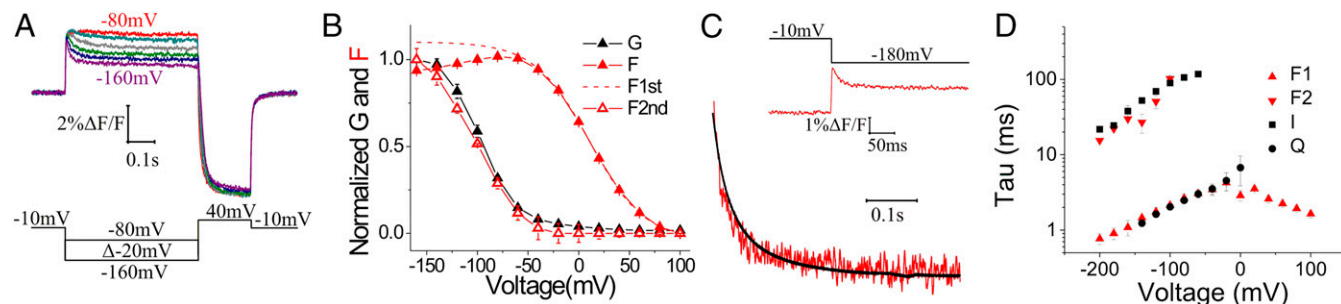 A
-80mV
-160mV
2%ΔF/F
0.1s
-10mV
40mV
-10mV
-80mV
Δ-20mV
-160mV
B
Normalized G and F
1.0
0.5
0.0
G
F
F1st
F2nd
-150 -100 -50 0 50 100
Voltage(mV)
C
-10mV
-180mV
1%ΔF/F
50ms
0.1s
D
Tau (ms)
100
10
1
F1
F2
I
Q
-200 -100 0 100
Voltage (mV)